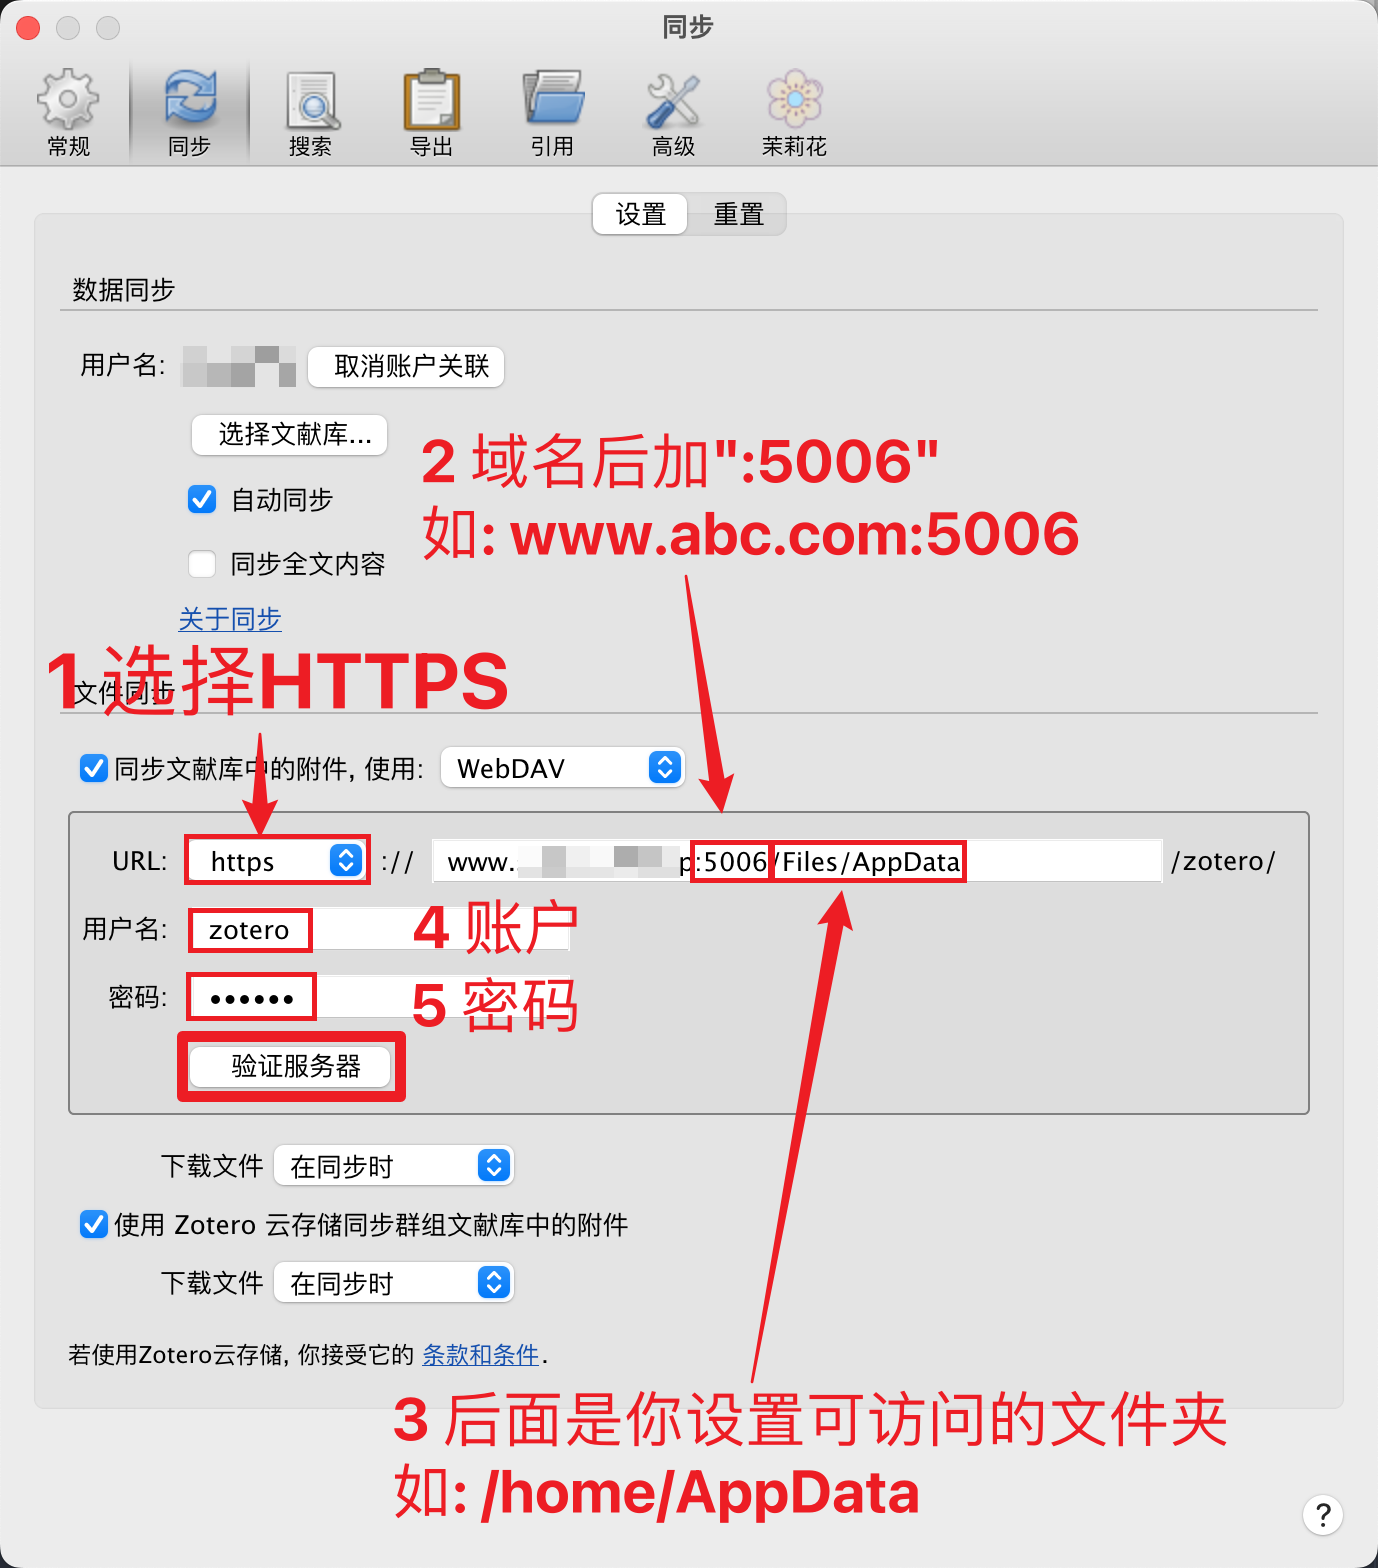 同步
常规 同步 搜索 导出 引用 高级 茉莉花
设置 重置
数据同步
用户名: 取消账户关联
选择文献库...
2 域名后加":5006"
自动同步
如: www.abc.com:5006
同步全文内容
关于同步
1 选择HTTPS
文件同步
同步文献库中的附件, 使用: WebDAV
URL: https :// www. p:5006/Files/AppData /zotero/
用户名: zotero 4 账户
密码: •••••• 5 密码
验证服务器
下载文件 在同步时
使用 Zotero 云存储同步群组文献库中的附件
下载文件 在同步时
若使用Zotero云存储, 你接受它的 条款和条件.
3 后面是你设置可访问的文件夹
如: /home/AppData
?